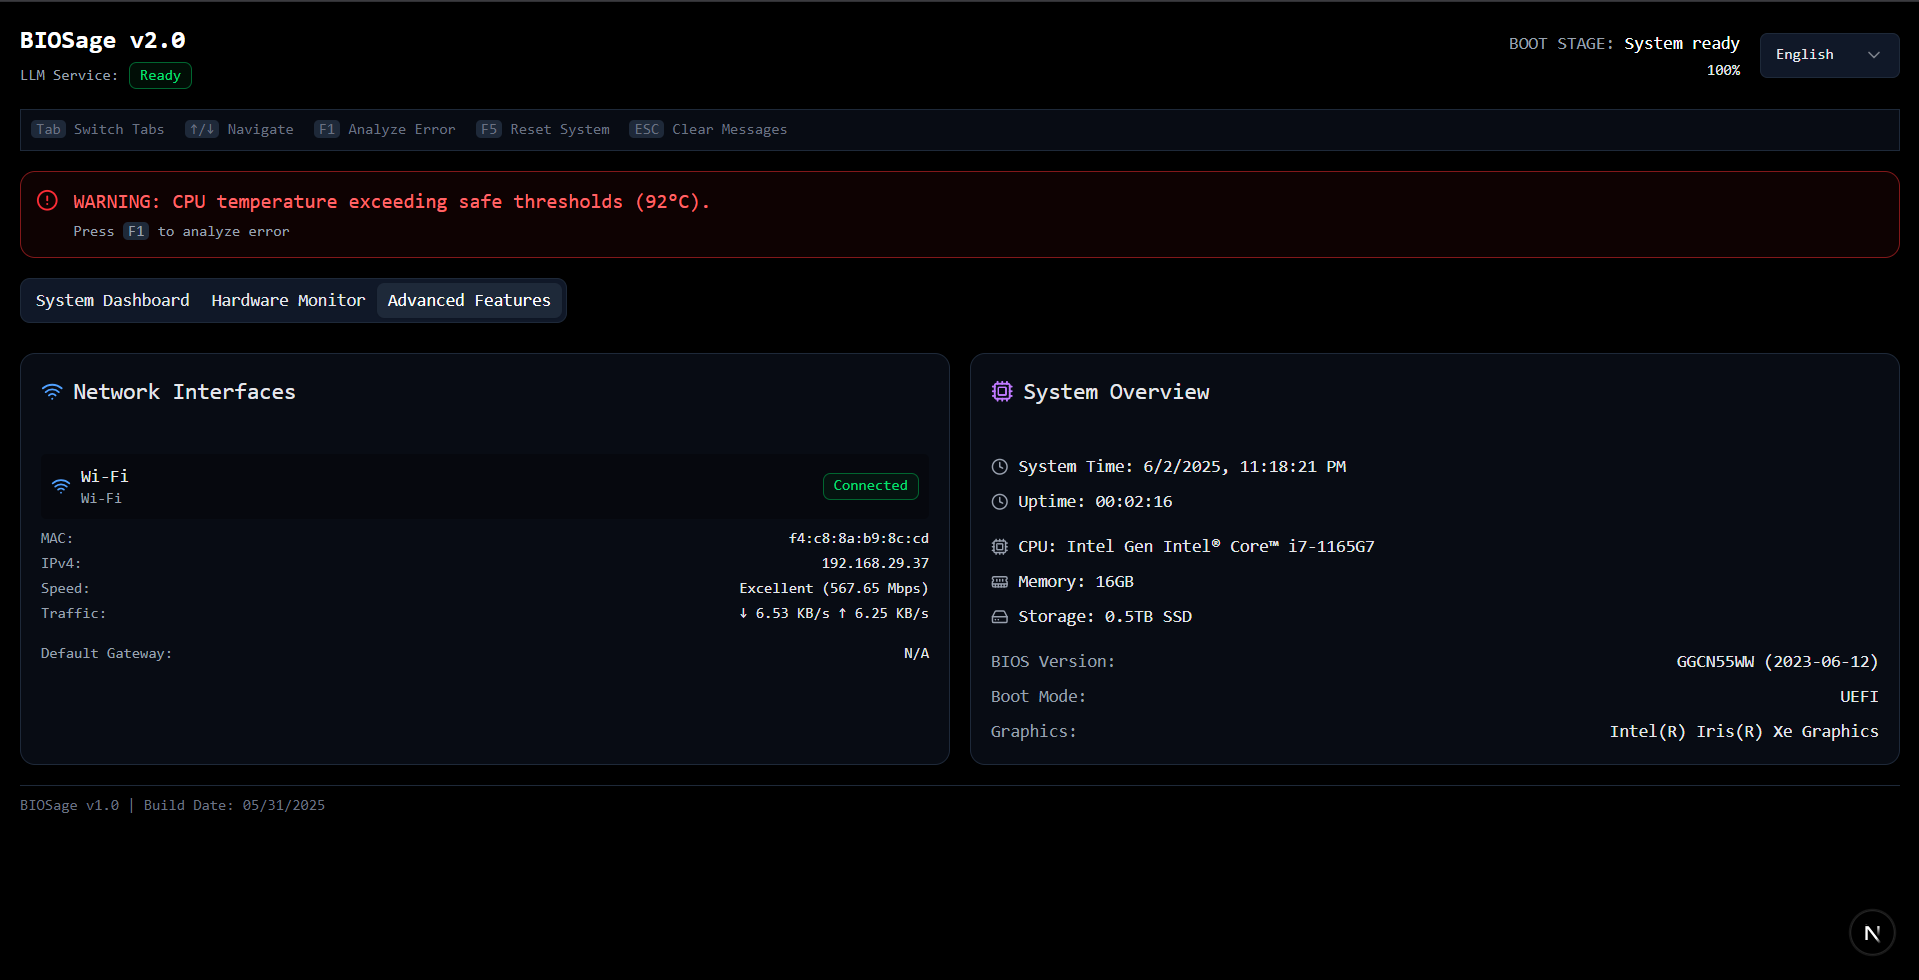 BIOSage v2.0
LLM Service: Ready
BOOT STAGE: System ready
100%
English
Tab Switch Tabs ↑/↓ Navigate F1 Analyze Error F5 Reset System ESC Clear Messages
WARNING: CPU temperature exceeding safe thresholds (92°C).
Press F1 to analyze error
System Dashboard Hardware Monitor Advanced Features
Network Interfaces
Wi-Fi
Wi-Fi
Connected
MAC: f4:c8:8a:b9:8c:cd
IPv4: 192.168.29.37
Speed: Excellent (567.65 Mbps)
Traffic: ↓ 6.53 KB/s ↑ 6.25 KB/s
Default Gateway: N/A
System Overview
System Time: 6/2/2025, 11:18:21 PM
Uptime: 00:02:16
CPU: Intel Gen Intel® Core™ i7-1165G7
Memory: 16GB
Storage: 0.5TB SSD
BIOS Version: GGCN55WW (2023-06-12)
Boot Mode: UEFI
Graphics: Intel(R) Iris(R) Xe Graphics
BIOSage v1.0 | Build Date: 05/31/2025
N